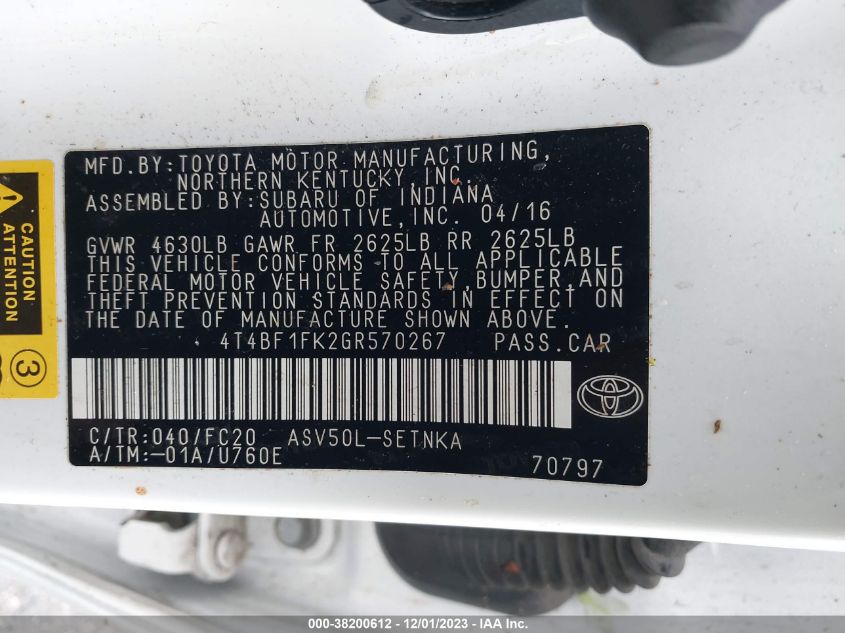 MFD.BY:TOYOTA MOTOR MANUFACTURING,
NORTHERN KENTUCKY,INC.
ASSEMBLED BY:SUBARU OF INDIANA
AUTOMOTIVE,INC. 04/16
GVWR 4630LB GAWR FR 2625LB RR 2625LB
THIS VEHICLE CONFORMS TO ALL APPLICABLE
FEDERAL MOTOR VEHICLE SAFETY,BUMPER,AND
THEFT PREVENTION STANDARDS IN EFFECT ON
THE DATE OF MANUFACTURE SHOWN ABOVE.
4T4BF1FK2GR570267 PASS.CAR
C/TR:040/FC20 ASV50L-SETNKA
A/TM:-01A/U760E
70797
CAUTION
ATTENTION
3
000-38200612 - 12/01/2023 - IAA Inc.